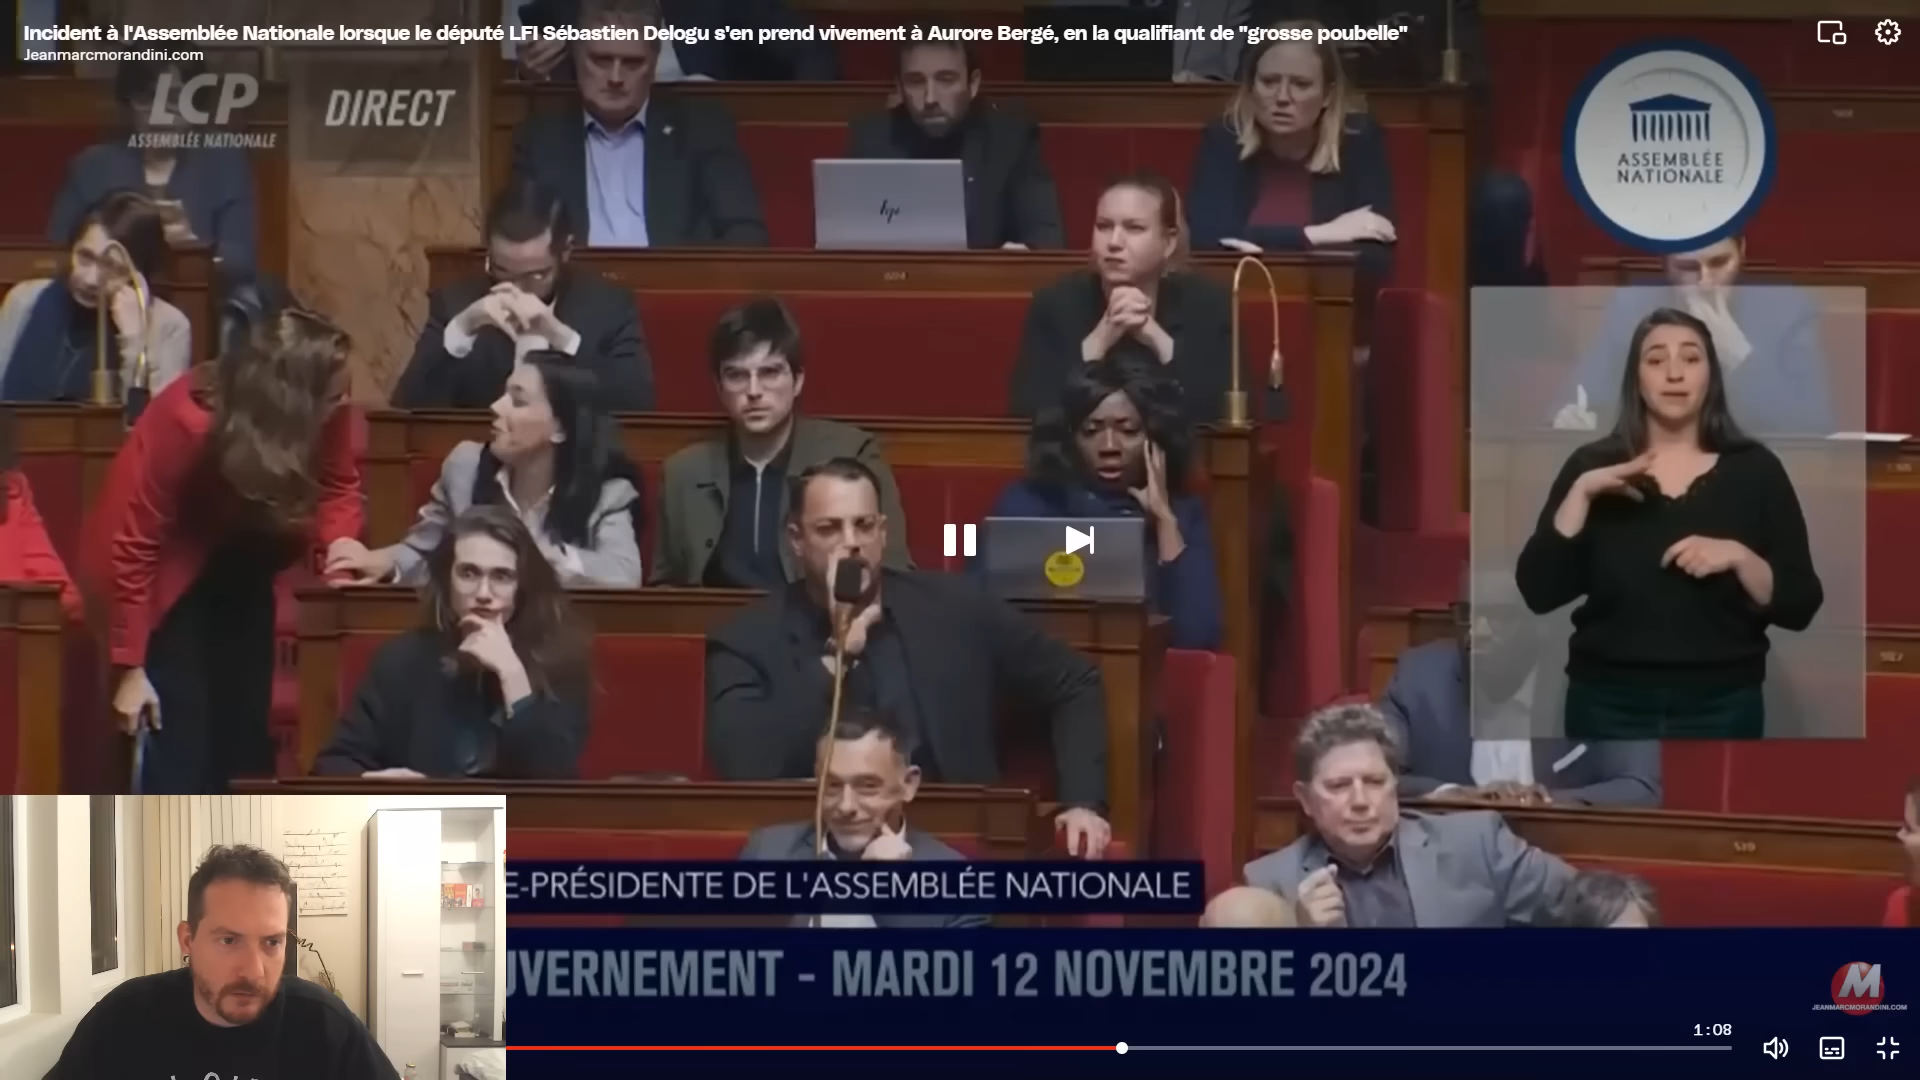 Incident à l'Assemblée Nationale lorsque le député LFI Sébastien Delogu s'en prend vivement à Aurore Bergé, en la qualifiant de "grosse poubelle"
Jeanmarcmorandini.com
LCP
ASSEMBLÉE NATIONALE
DIRECT
ASSEMBLÉE
NATIONALE
hp
E-PRÉSIDENTE DE L'ASSEMBLÉE NATIONALE
UVERNEMENT - MARDI 12 NOVEMBRE 2024
M
JEANMARCMORANDINI.COM
1:08